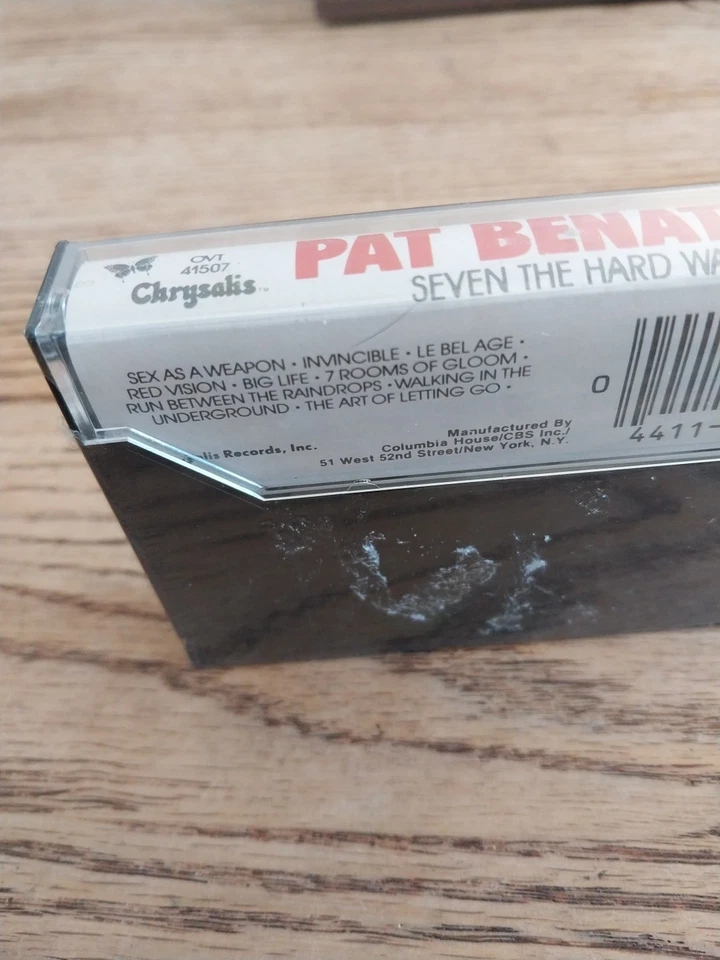 OVT
41507
Chrysalis™
PAT BENAT
SEVEN THE HARD WA
SEX AS A WEAPON • INVINCIBLE • LE BEL AGE •
RED VISION • BIG LIFE • 7 ROOMS OF GLOOM •
RUN BETWEEN THE RAINDROPS • WALKING IN THE
UNDERGROUND • THE ART OF LETTING GO •
lis Records, Inc.
Manufactured By
Columbia House/CBS Inc./
51 West 52nd Street/New York, N.Y.
0
4411-